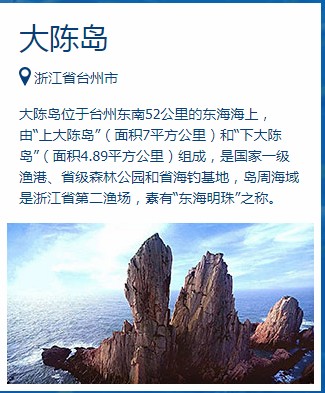 大陈岛
浙江省台州市
大陈岛位于台州东南52公里的东海海上，
由“上大陈岛”（面积7平方公里）和“下大陈
岛”（面积4.89平方公里）组成，是国家一级
渔港、省级森林公园和省海钓基地，岛周海域
是浙江省第二渔场，素有“东海明珠”之称。